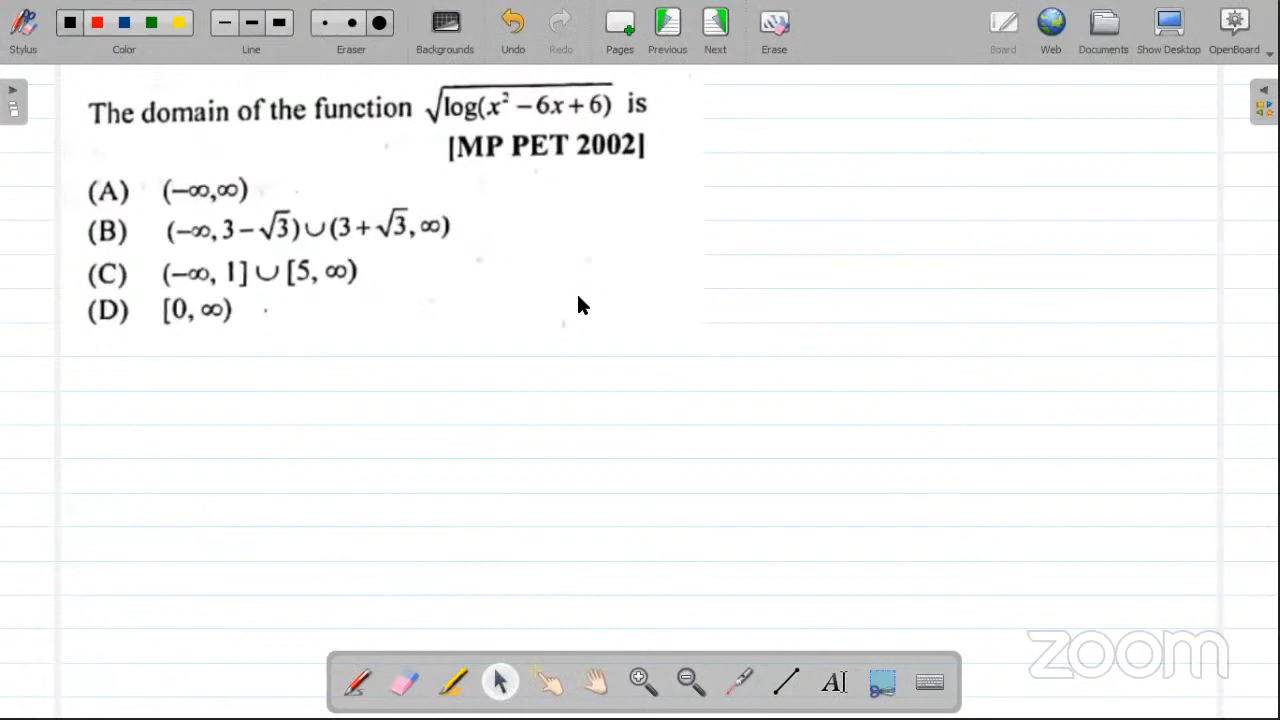 Stylus Color Line Eraser Backgrounds Undo Redo Pages Previous Next Erase Board Web Documents Show Desktop OpenBoard
The domain of the function √log(x² − 6x + 6) is
[MP PET 2002]
(A) (−∞,∞)
(B) (−∞, 3 − √3) ∪ (3 + √3, ∞)
(C) (−∞, 1] ∪ [5, ∞)
(D) [0, ∞)
zoom